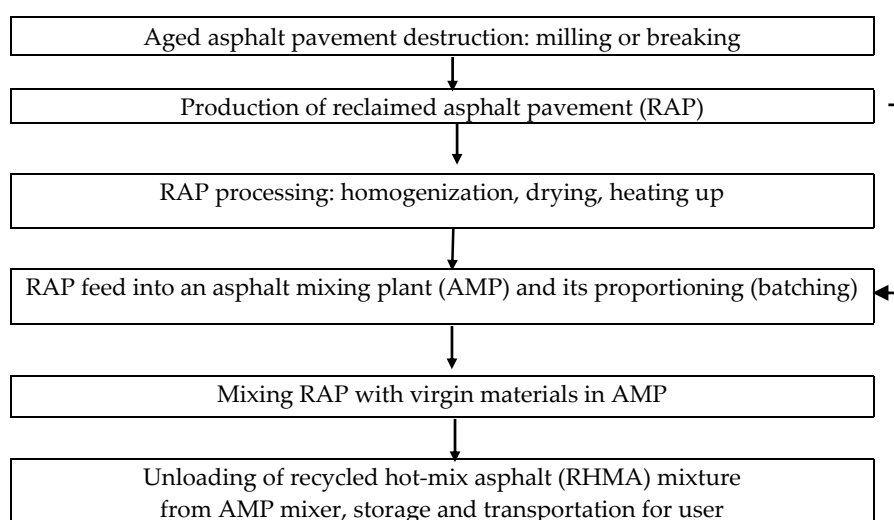 Aged asphalt pavement destruction: milling or breaking
Production of reclaimed asphalt pavement (RAP)
RAP processing: homogenization, drying, heating up
RAP feed into an asphalt mixing plant (AMP) and its proportioning (batching)
Mixing RAP with virgin materials in AMP
Unloading of recycled hot-mix asphalt (RHMA) mixture
from AMP mixer, storage and transportation for user